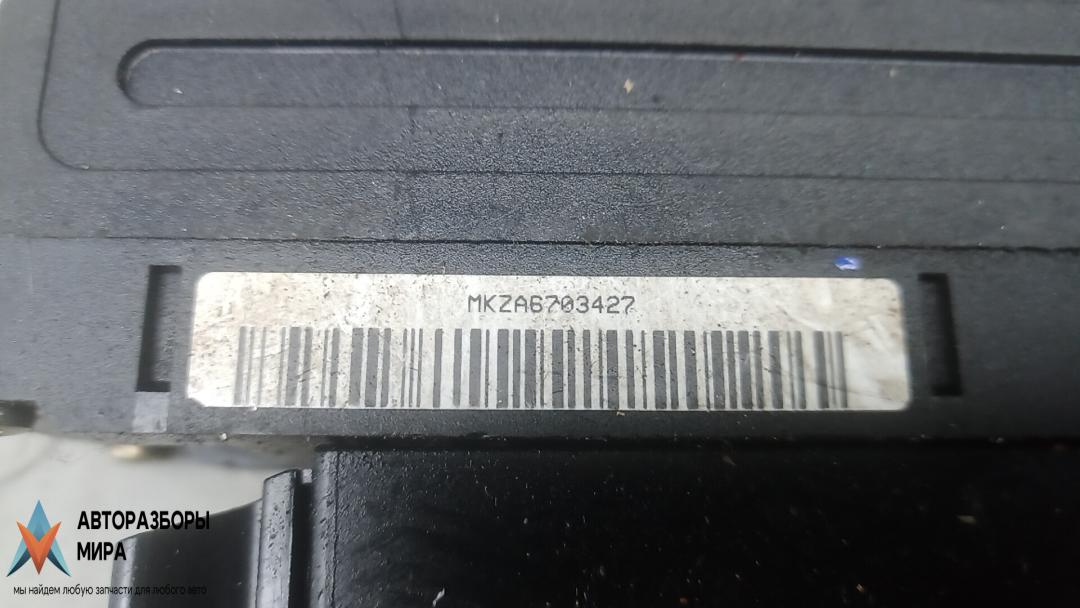 MKZA6703427
АВТОРАЗБОРЫ
МИРА
мы найдем любую запчасти для любого авто